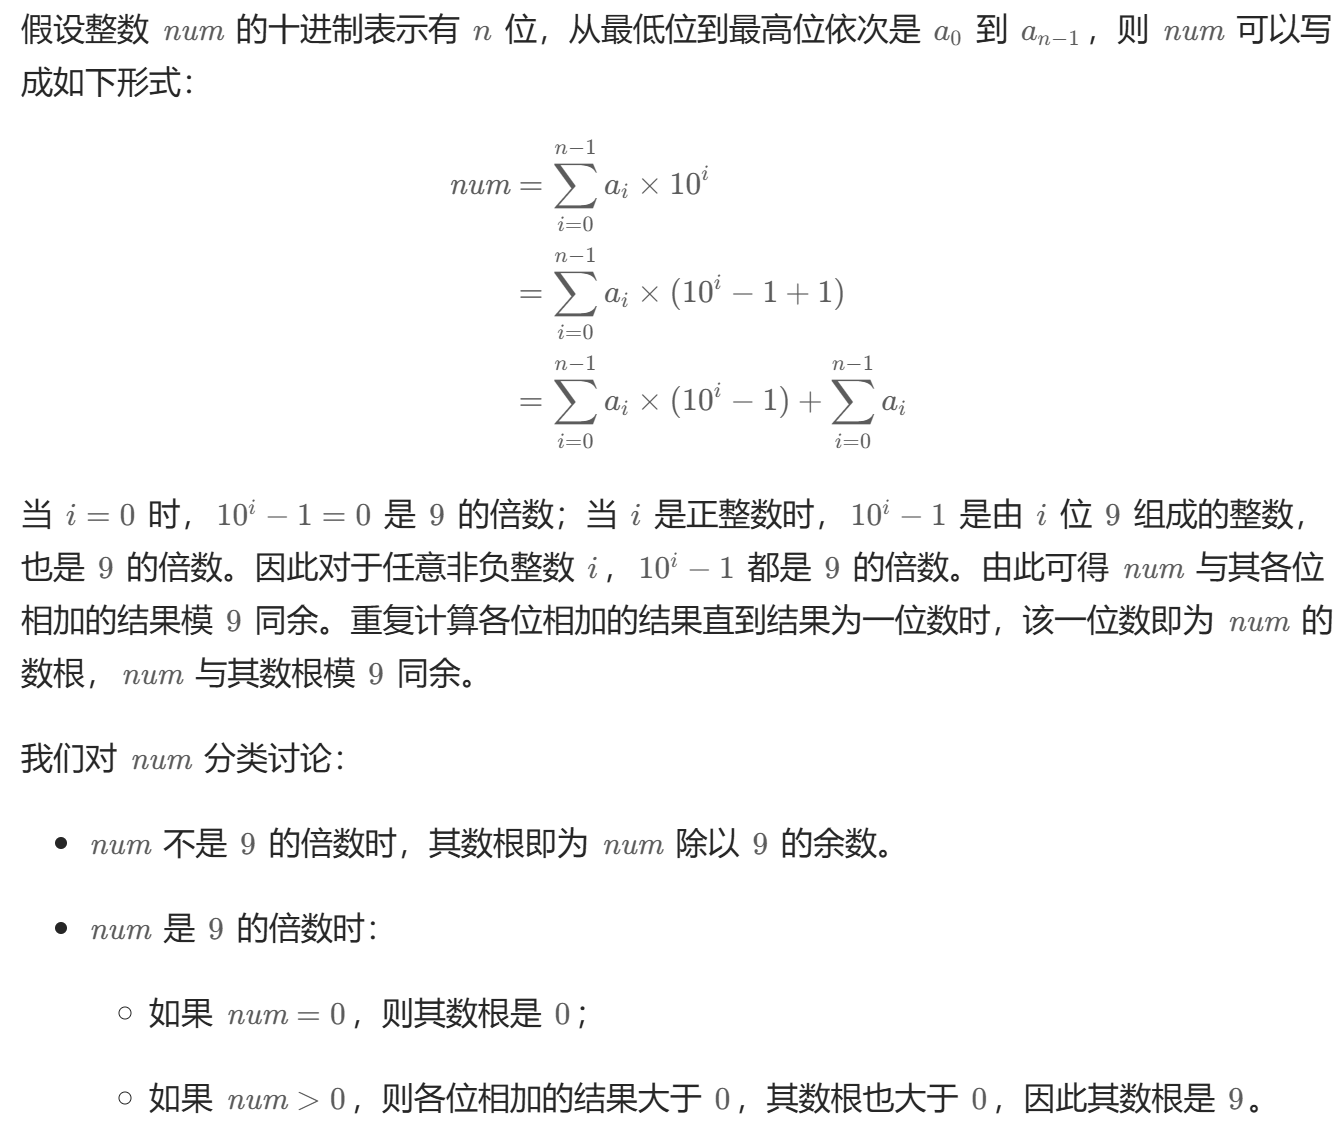 假设整数 num 的十进制表示有 n 位，从最低位到最高位依次是 a₀ 到 aₙ₋₁，则 num 可以写
成如下形式：
num = \sum_{i=0}^{n-1} a_i × 10^i
= \sum_{i=0}^{n-1} a_i × (10^i − 1 + 1)
= \sum_{i=0}^{n-1} a_i × (10^i − 1) + \sum_{i=0}^{n-1} a_i
当 i = 0 时，10^i − 1 = 0 是 9 的倍数；当 i 是正整数时，10^i − 1 是由 i 位 9 组成的整数，
也是 9 的倍数。因此对于任意非负整数 i，10^i − 1 都是 9 的倍数。由此可得 num 与其各位
相加的结果模 9 同余。重复计算各位相加的结果直到结果为一位数时，该一位数即为 num 的
数根，num 与其数根模 9 同余。
我们对 num 分类讨论：
• num 不是 9 的倍数时，其数根即为 num 除以 9 的余数。
• num 是 9 的倍数时：
○ 如果 num = 0，则其数根是 0；
○ 如果 num > 0，则各位相加的结果大于 0，其数根也大于 0，因此其数根是 9。